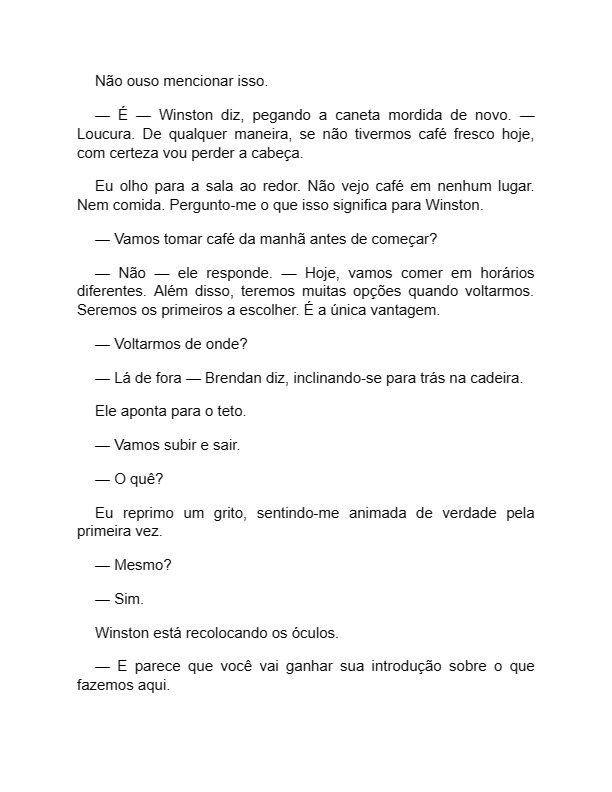 Não ouso mencionar isso.
— É — Winston diz, pegando a caneta mordida de novo. —
Loucura. De qualquer maneira, se não tivermos café fresco hoje,
com certeza vou perder a cabeça.
Eu olho para a sala ao redor. Não vejo café em nenhum lugar.
Nem comida. Pergunto-me o que isso significa para Winston.
— Vamos tomar café da manhã antes de começar?
— Não — ele responde. — Hoje, vamos comer em horários
diferentes. Além disso, teremos muitas opções quando voltarmos.
Seremos os primeiros a escolher. É a única vantagem.
— Voltarmos de onde?
— Lá de fora — Brendan diz, inclinando-se para trás na cadeira.
Ele aponta para o teto.
— Vamos subir e sair.
— O quê?
Eu reprimo um grito, sentindo-me animada de verdade pela
primeira vez.
— Mesmo?
— Sim.
Winston está recolocando os óculos.
— E parece que você vai ganhar sua introdução sobre o que
fazemos aqui.